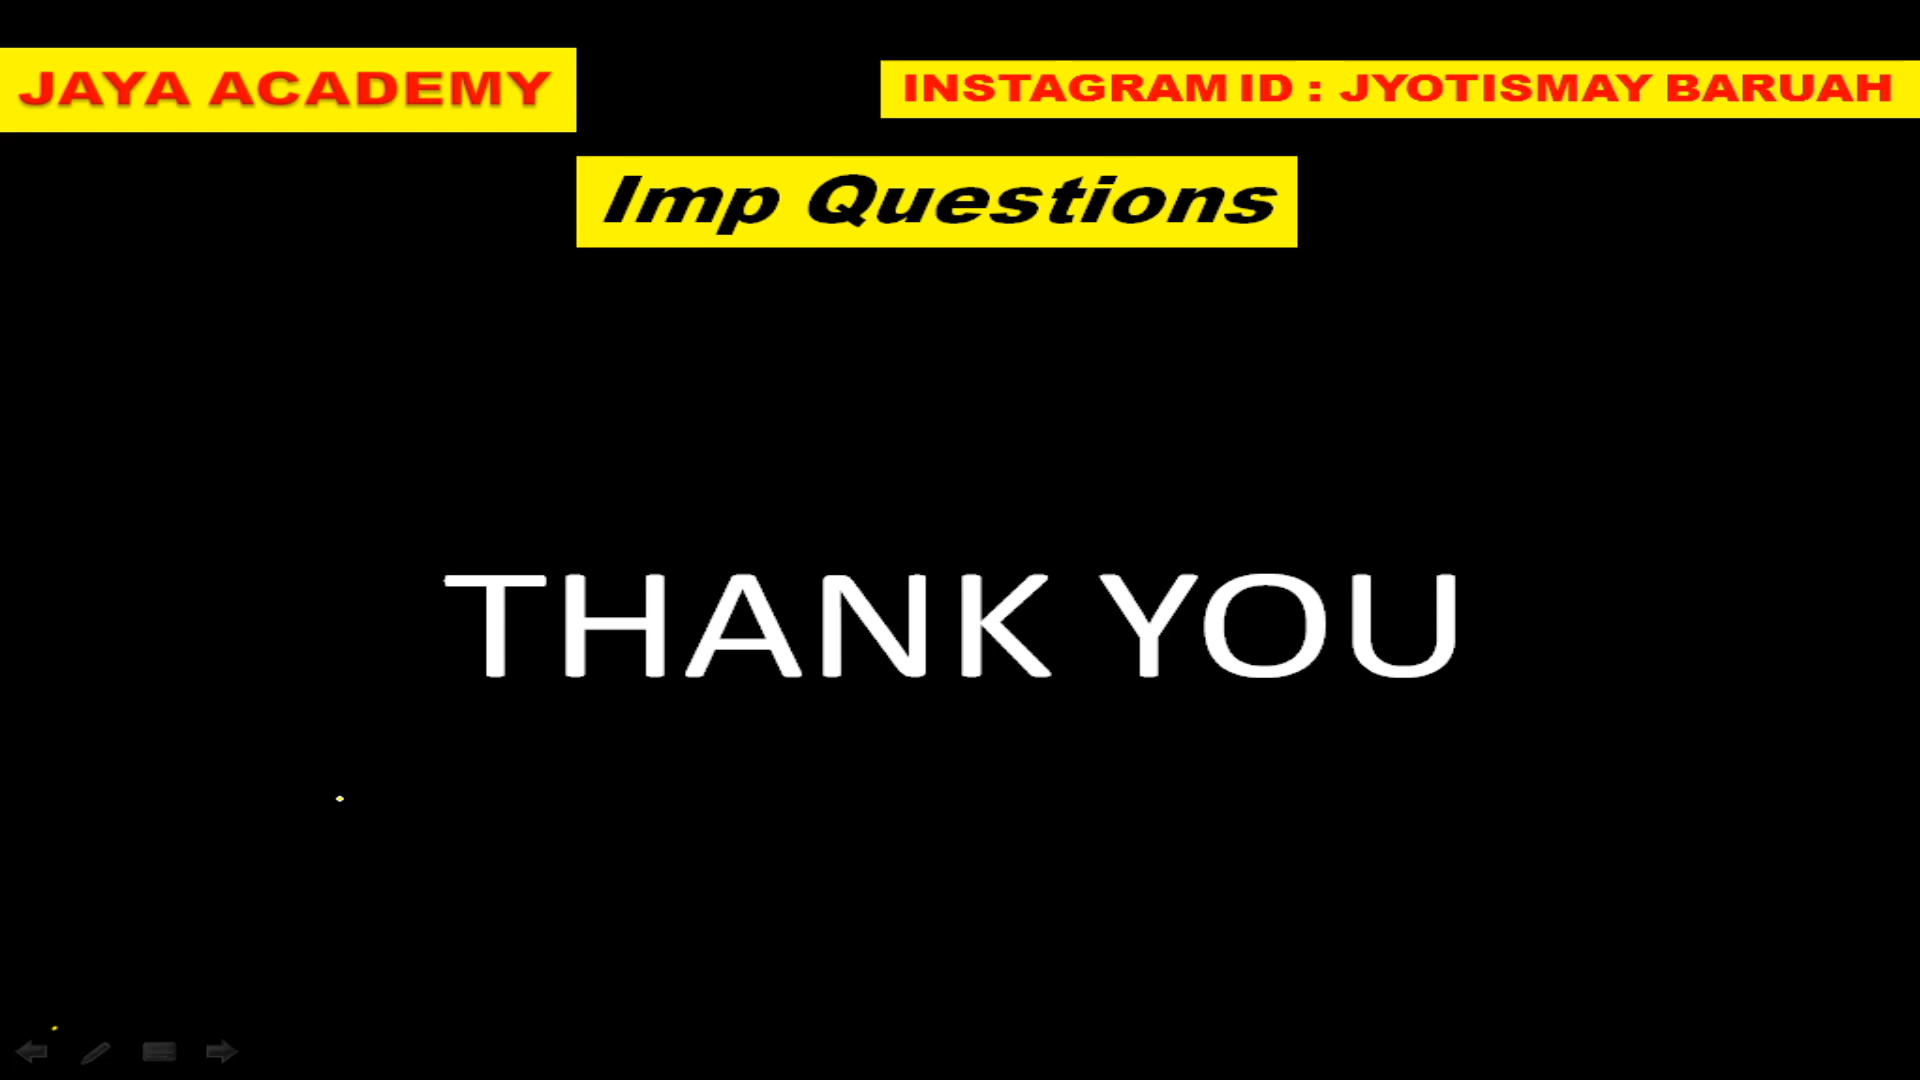 JAYA ACADEMY
INSTAGRAM ID : JYOTISMAY BARUAH
Imp Questions
THANK YOU